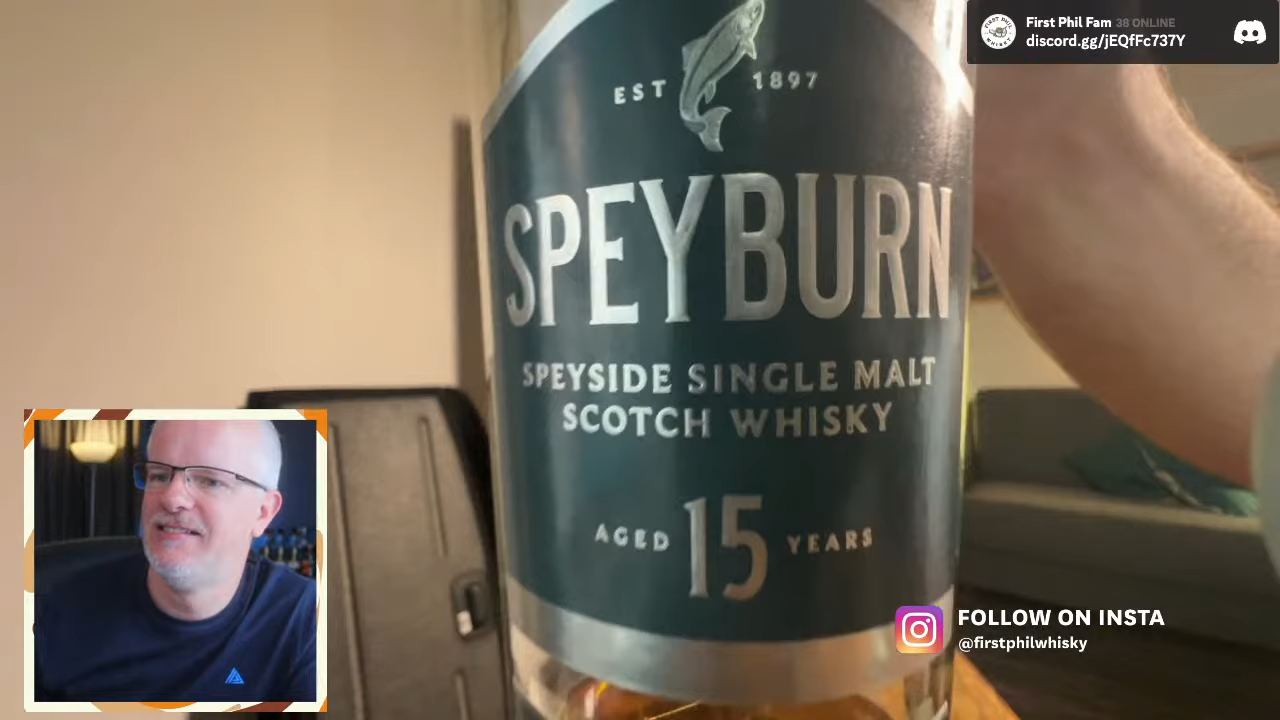 First Phil Fam 38 ONLINE
discord.gg/jEQfFc737Y
EST 1897
SPEYBURN
SPEYSIDE SINGLE MALT
SCOTCH WHISKY
AGED 15 YEARS
FOLLOW ON INSTA
@firstphilwhisky